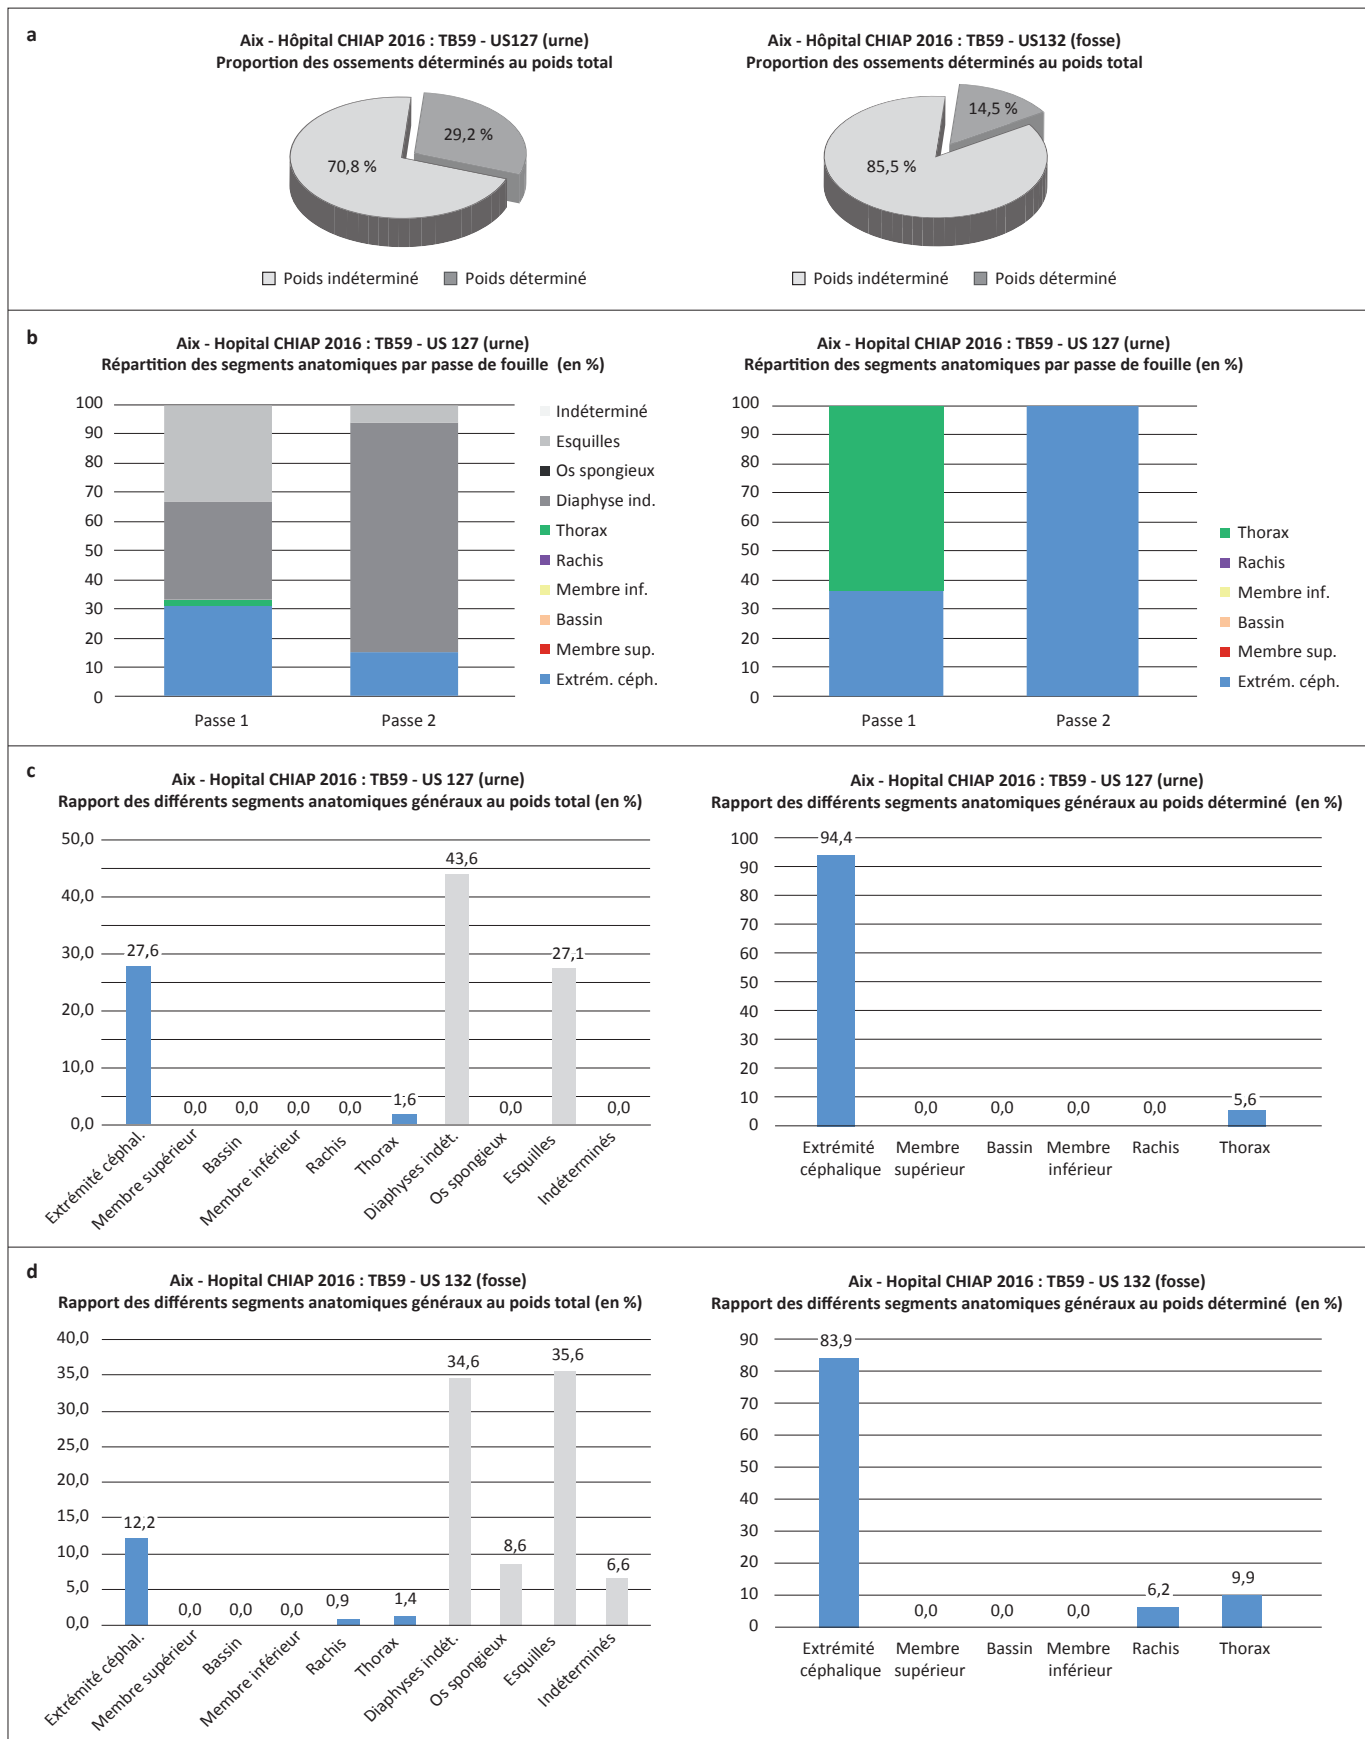 a
Aix - Hôpital CHIAP 2016 : TB59 - US127 (urne)
Proportion des ossements déterminés au poids total
29,2 %
70,8 %
Poids indéterminé
Poids déterminé
Aix - Hôpital CHIAP 2016 : TB59 - US132 (fosse)
Proportion des ossements déterminés au poids total
14,5 %
85,5 %
Poids indéterminé
Poids déterminé
b
Aix - Hopital CHIAP 2016 : TB59 - US 127 (urne)
Répartition des segments anatomiques par passe de fouille (en %)
100
90
80
70
60
50
40
30
20
10
0
Passe 1
Passe 2
Indéterminé
Esquilles
Os spongieux
Diaphyse ind.
Thorax
Rachis
Membre inf.
Bassin
Membre sup.
Extrém. céph.
Aix - Hopital CHIAP 2016 : TB59 - US 127 (urne)
Répartition des segments anatomiques par passe de fouille (en %)
100
90
80
70
60
50
40
30
20
10
0
Passe 1
Passe 2
Thorax
Rachis
Membre inf.
Bassin
Membre sup.
Extrém. céph.
c
Aix - Hopital CHIAP 2016 : TB59 - US 127 (urne)
Rapport des différents segments anatomiques généraux au poids total (en %)
50,0
40,0
30,0
20,0
10,0
0,0
27,6
0,0
0,0
0,0
0,0
1,6
43,6
0,0
27,1
0,0
Extrémité céphal.
Membre supérieur
Bassin
Membre inférieur
Rachis
Thorax
Diaphyses indét.
Os spongieux
Esquilles
Indéterminés
Aix - Hopital CHIAP 2016 : TB59 - US 127 (urne)
Rapport des différents segments anatomiques généraux au poids déterminé (en %)
100
90
80
70
60
50
40
30
20
10
0
94,4
0,0
0,0
0,0
0,0
5,6
Extrémité
céphalique
Membre
supérieur
Bassin
Membre
inférieur
Rachis
Thorax
d
Aix - Hopital CHIAP 2016 : TB59 - US 132 (fosse)
Rapport des différents segments anatomiques généraux au poids total (en %)
40,0
35,0
30,0
25,0
20,0
15,0
10,0
5,0
0,0
12,2
0,0
0,0
0,0
0,9
1,4
34,6
8,6
35,6
6,6
Extrémité céphal.
Membre supérieur
Bassin
Membre inférieur
Rachis
Thorax
Diaphyses indét.
Os spongieux
Esquilles
Indéterminés
Aix - Hopital CHIAP 2016 : TB59 - US 132 (fosse)
Rapport des différents segments anatomiques généraux au poids déterminé (en %)
90
80
70
60
50
40
30
20
10
0
83,9
0,0
0,0
0,0
6,2
9,9
Extrémité
céphalique
Membre
supérieur
Bassin
Membre
inférieur
Rachis
Thorax